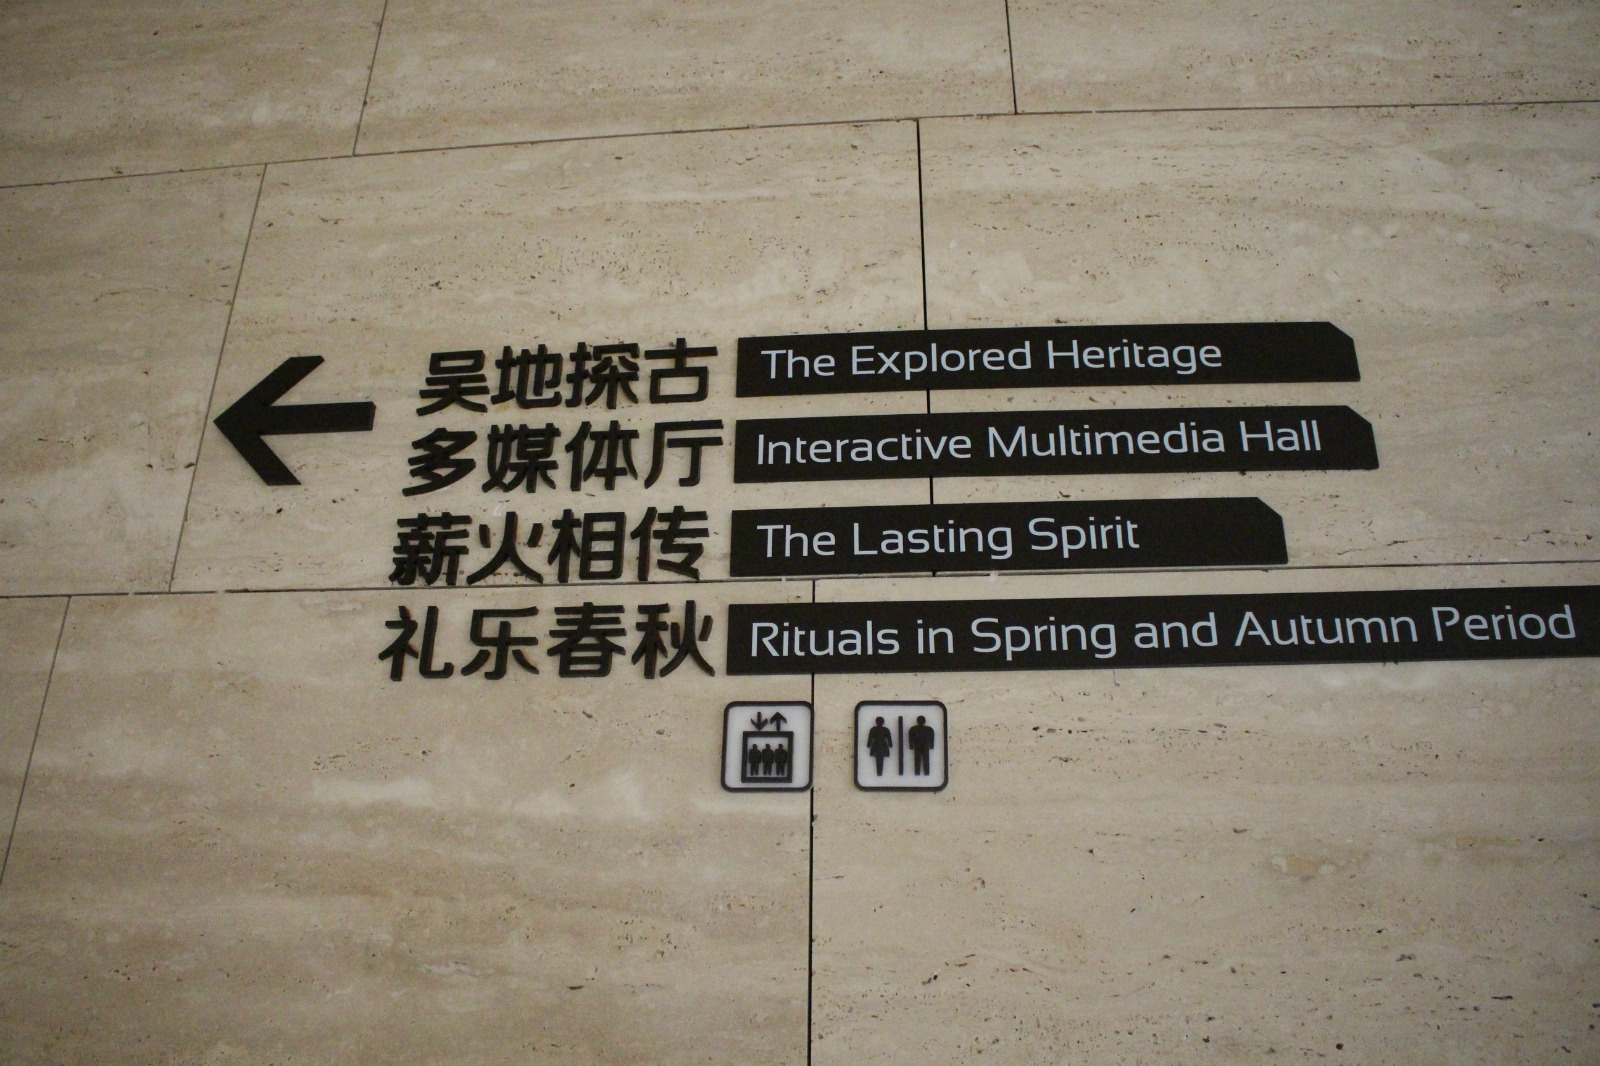 吴地探古 The Explored Heritage
多媒体厅 Interactive Multimedia Hall
薪火相传 The Lasting Spirit
礼乐春秋 Rituals in Spring and Autumn Period